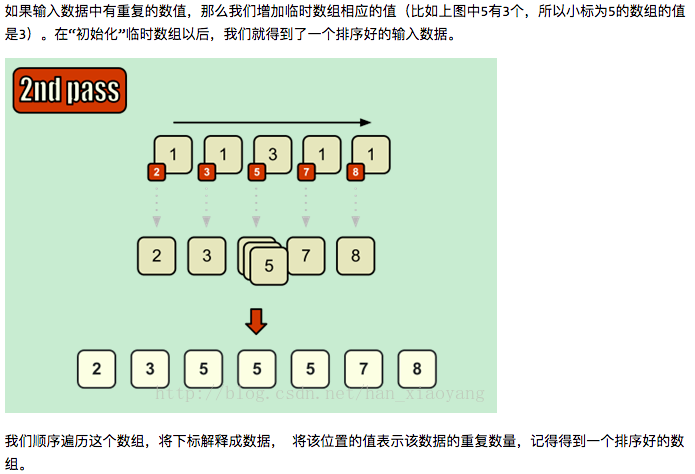 如果输入数据中有重复的数值，那么我们增加临时数组相应的值（比如上图中5有3个，所以小标为5的数组的值
是3）。在“初始化”临时数组以后，我们就得到了一个排序好的输入数据。
2nd pass
1 1 3 1 1
2 3 5 7 8
2 3 5 7 8
2 3 5 5 5 7 8
http://blog.csdn.net/han_xiaoyang
我们顺序遍历这个数组，将下标解释成数据， 将该位置的值表示该数据的重复数量，记得得到一个排序好的数
组。